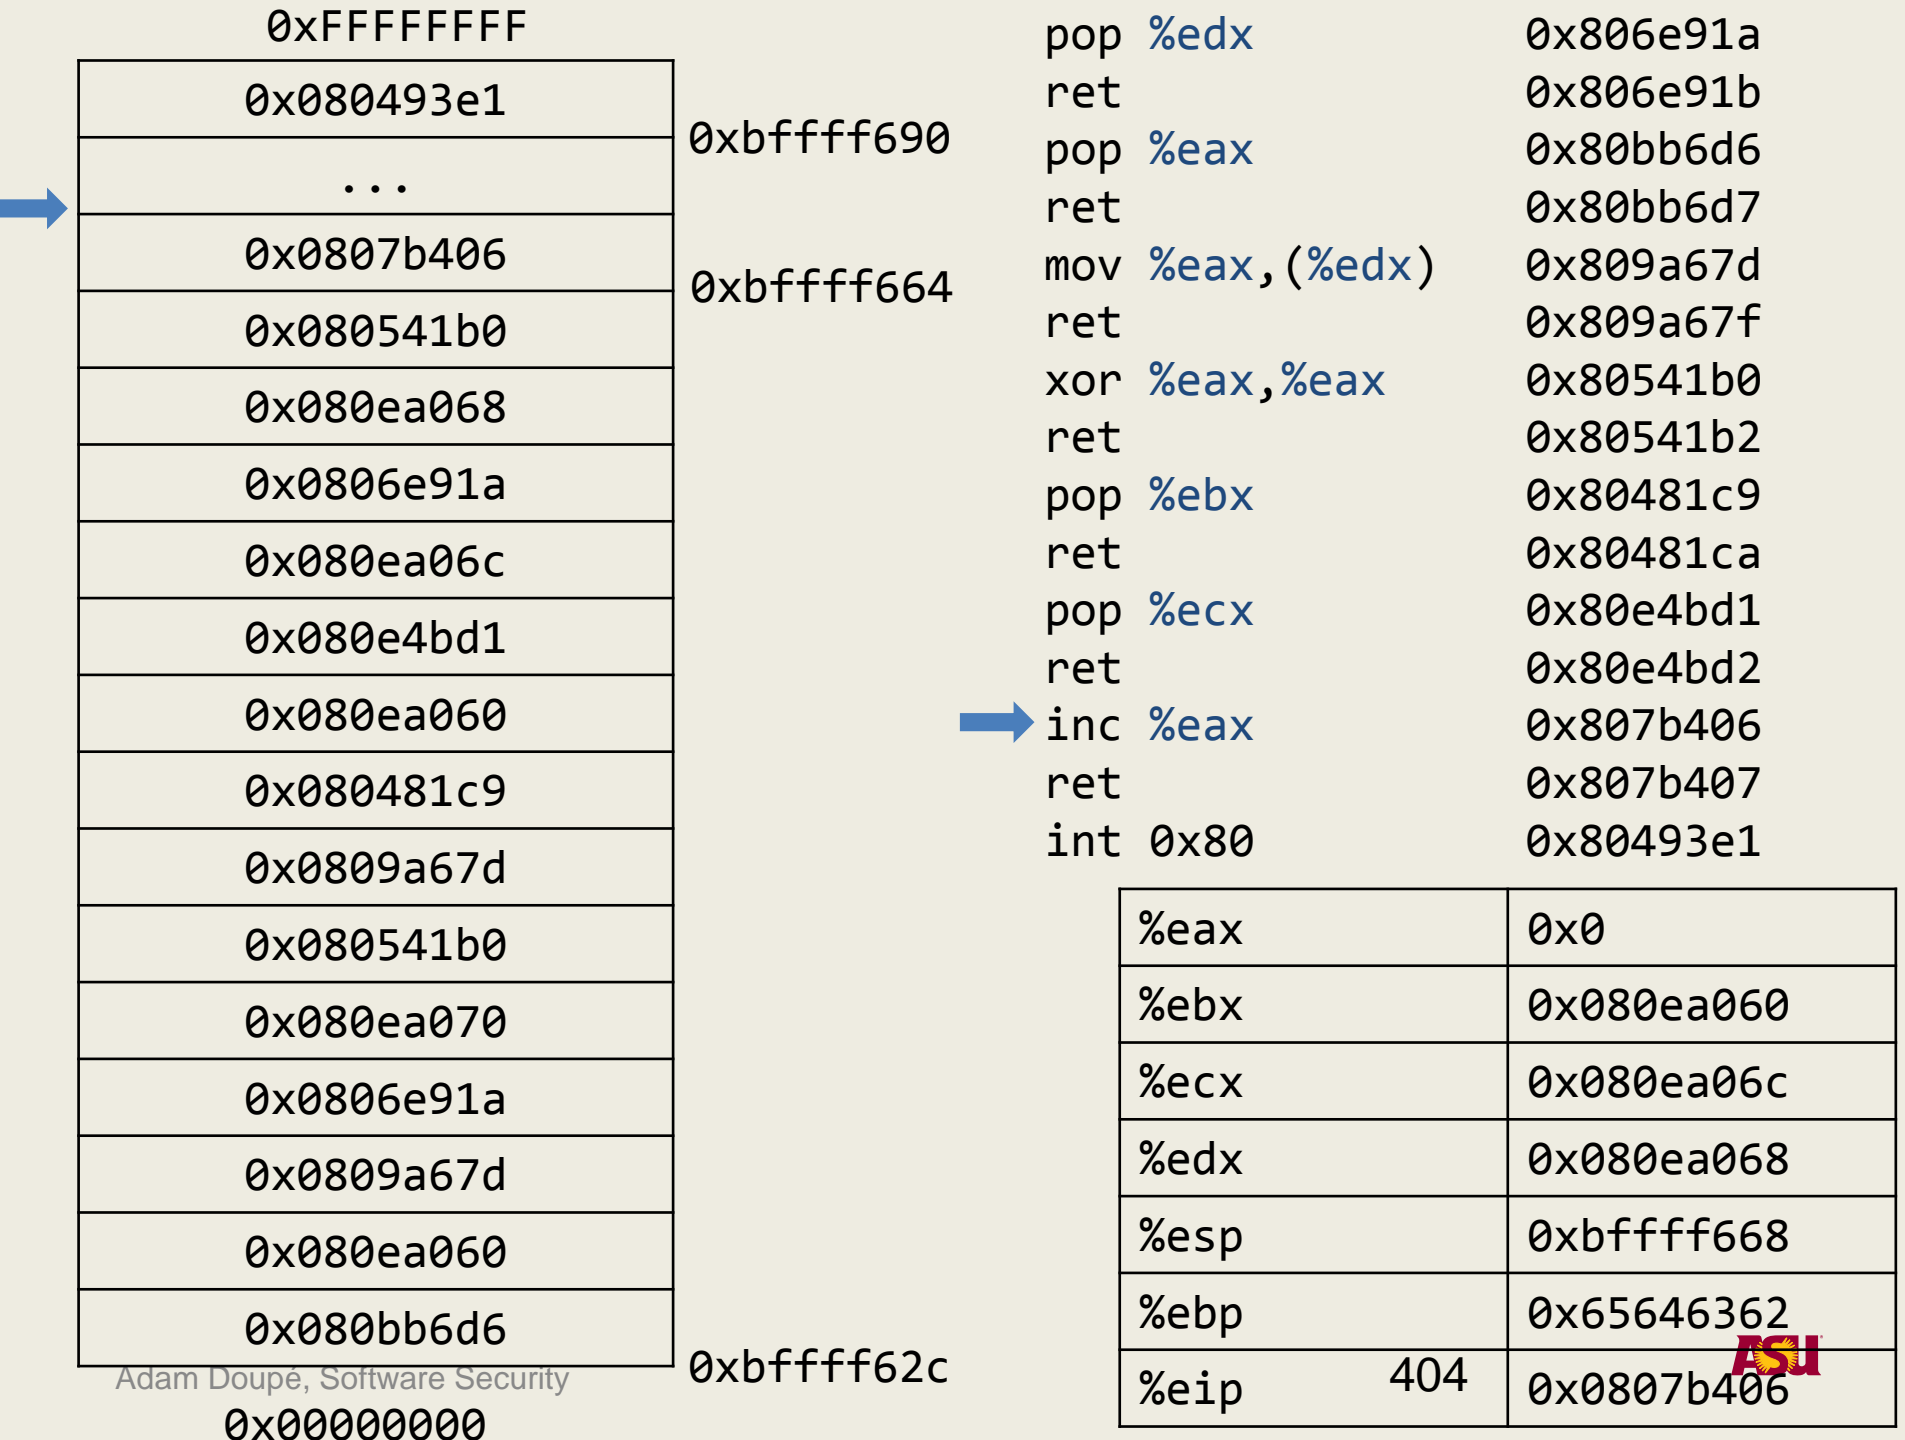 0xFFFFFFFF
0x080493e1
0xbffff690
...
0x0807b406
0xbffff664
0x080541b0
0x080ea068
0x0806e91a
0x080ea06c
0x080e4bd1
0x080ea060
0x080481c9
0x0809a67d
0x080541b0
0x080ea070
0x0806e91a
0x0809a67d
0x080ea060
0x080bb6d6
0xbffff62c
Adam Doupé, Software Security
0x00000000
pop %edx 0x806e91a
ret 0x806e91b
pop %eax 0x80bb6d6
ret 0x80bb6d7
mov %eax,(%edx) 0x809a67d
ret 0x809a67f
xor %eax,%eax 0x80541b0
ret 0x80541b2
pop %ebx 0x80481c9
ret 0x80481ca
pop %ecx 0x80e4bd1
ret 0x80e4bd2
inc %eax 0x807b406
ret 0x807b407
int 0x80 0x80493e1
%eax 0x0
%ebx 0x080ea060
%ecx 0x080ea06c
%edx 0x080ea068
%esp 0xbffff668
%ebp 0x65646362
%eip 0x0807b406
404
ASU